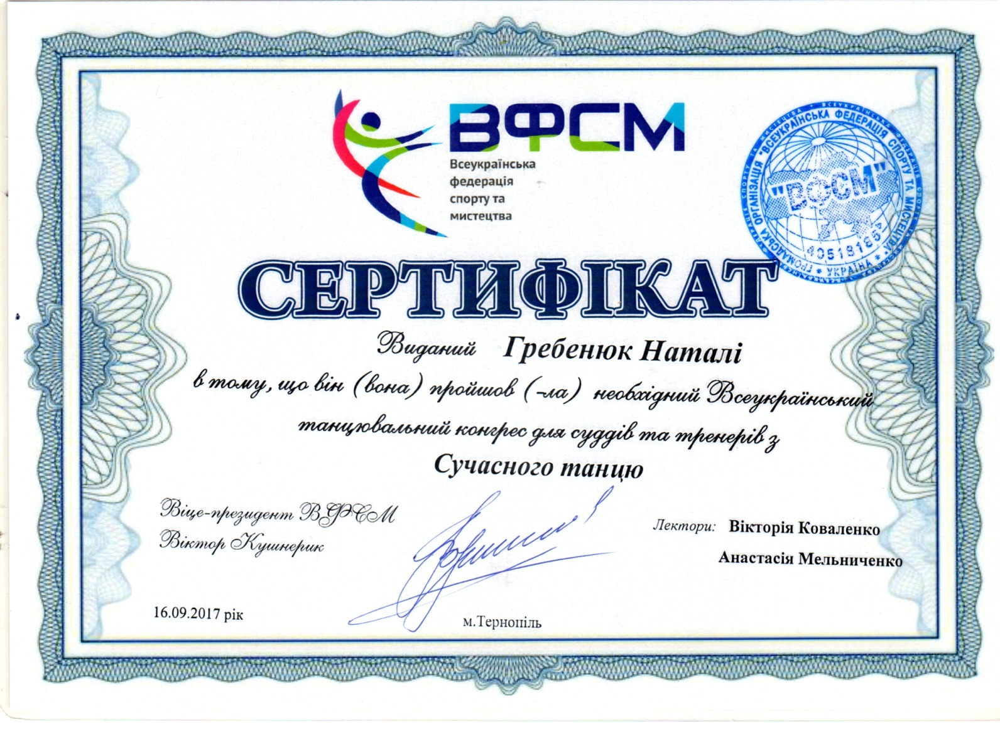 ВФСМ
Всеукраїнська
федерація
спорту та
мистецтва
ГРОМАДСЬКА ОРГАНІЗАЦІЯ "ВСЕУКРАЇНСЬКА ФЕДЕРАЦІЯ СПОРТУ ТА МИСТЕЦТВА"
"ВФСМ"
* УКРАЇНА *
СЕРТИФІКАТ
Виданий Гребенюк Наталі
в тому, що він (вона) пройшов (-ла) необхідний Всеукраїнський
танцювальний конгрес для суддів та тренерів з
Сучасного танцю
Віце-президент ВФСМ
Віктор Кушнерик
Лектори: Вікторія Коваленко
Анастасія Мельниченко
16.09.2017 рік
м.Тернопіль